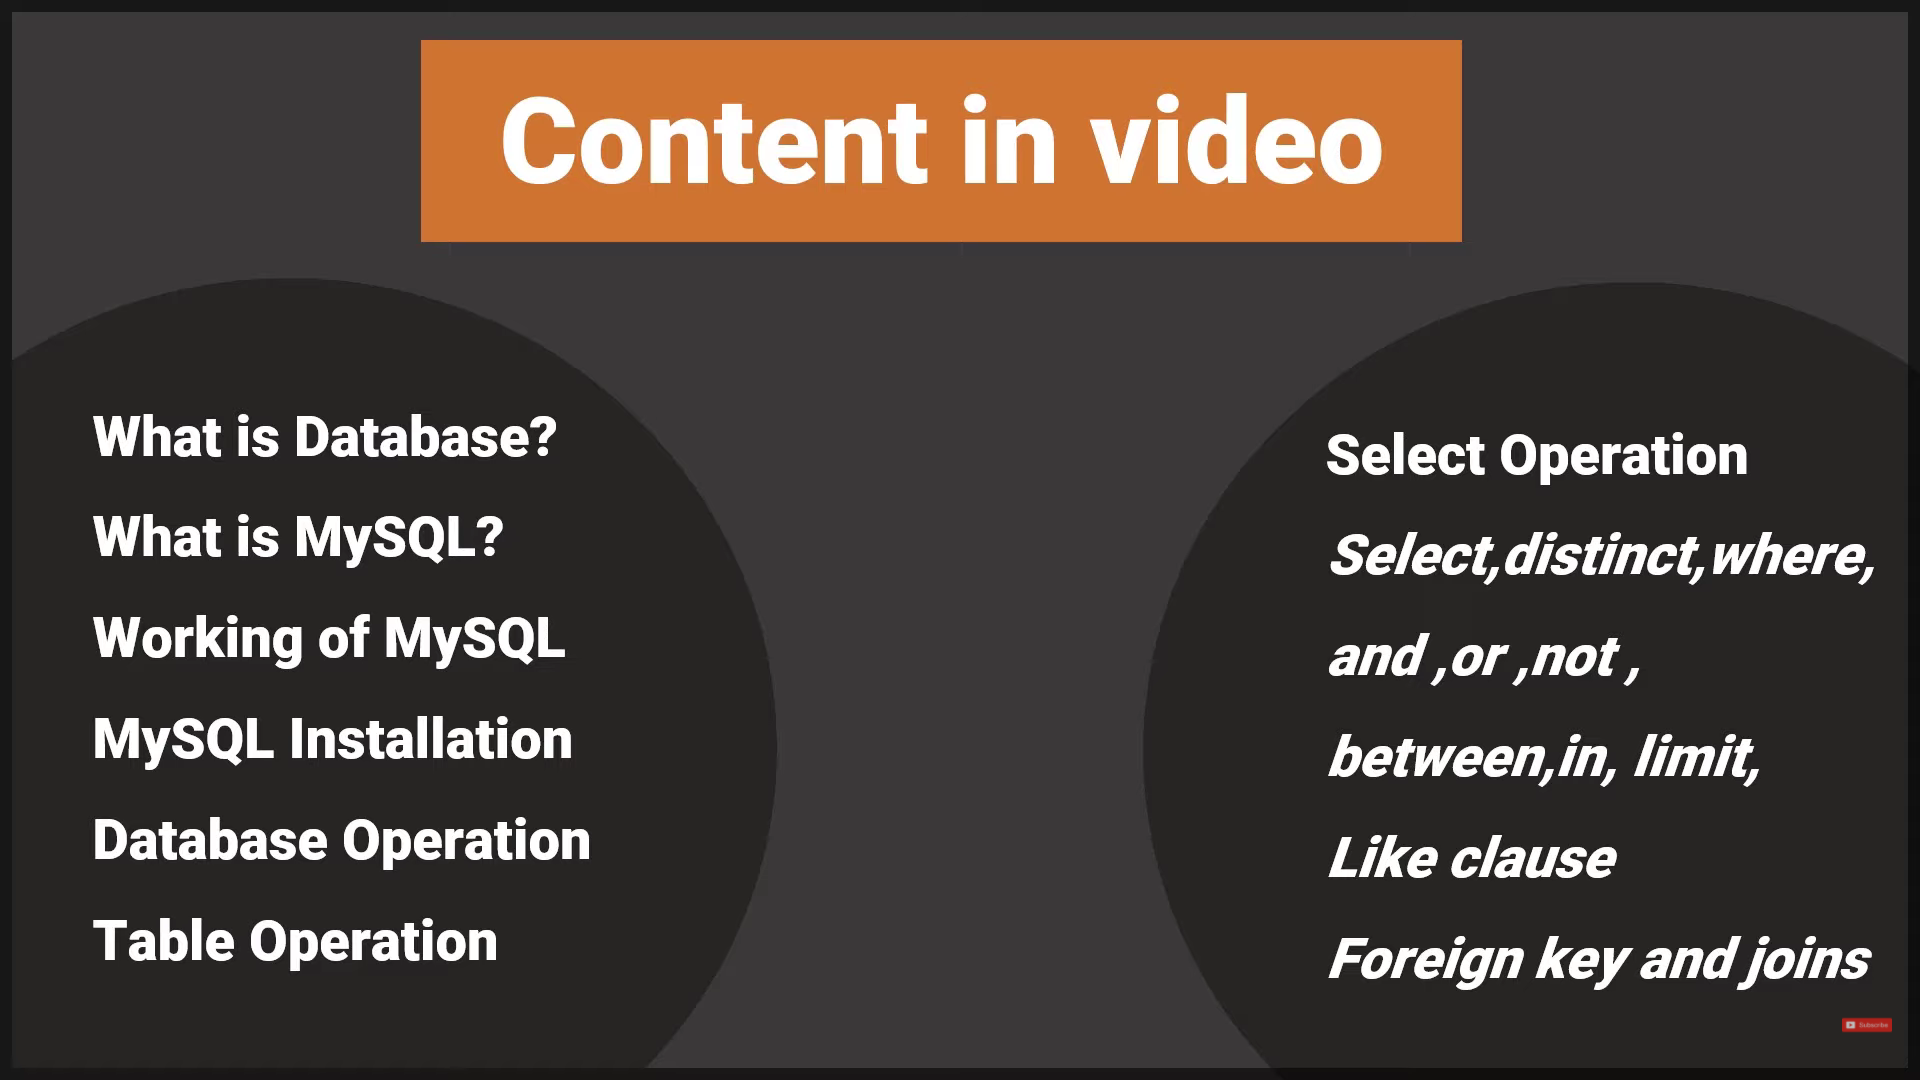 Content in video
What is Database?
What is MySQL?
Working of MySQL
MySQL Installation
Database Operation
Table Operation
Select Operation
Select,distinct,where,
and ,or ,not ,
between,in, limit,
Like clause
Foreign key and joins
Subscribe